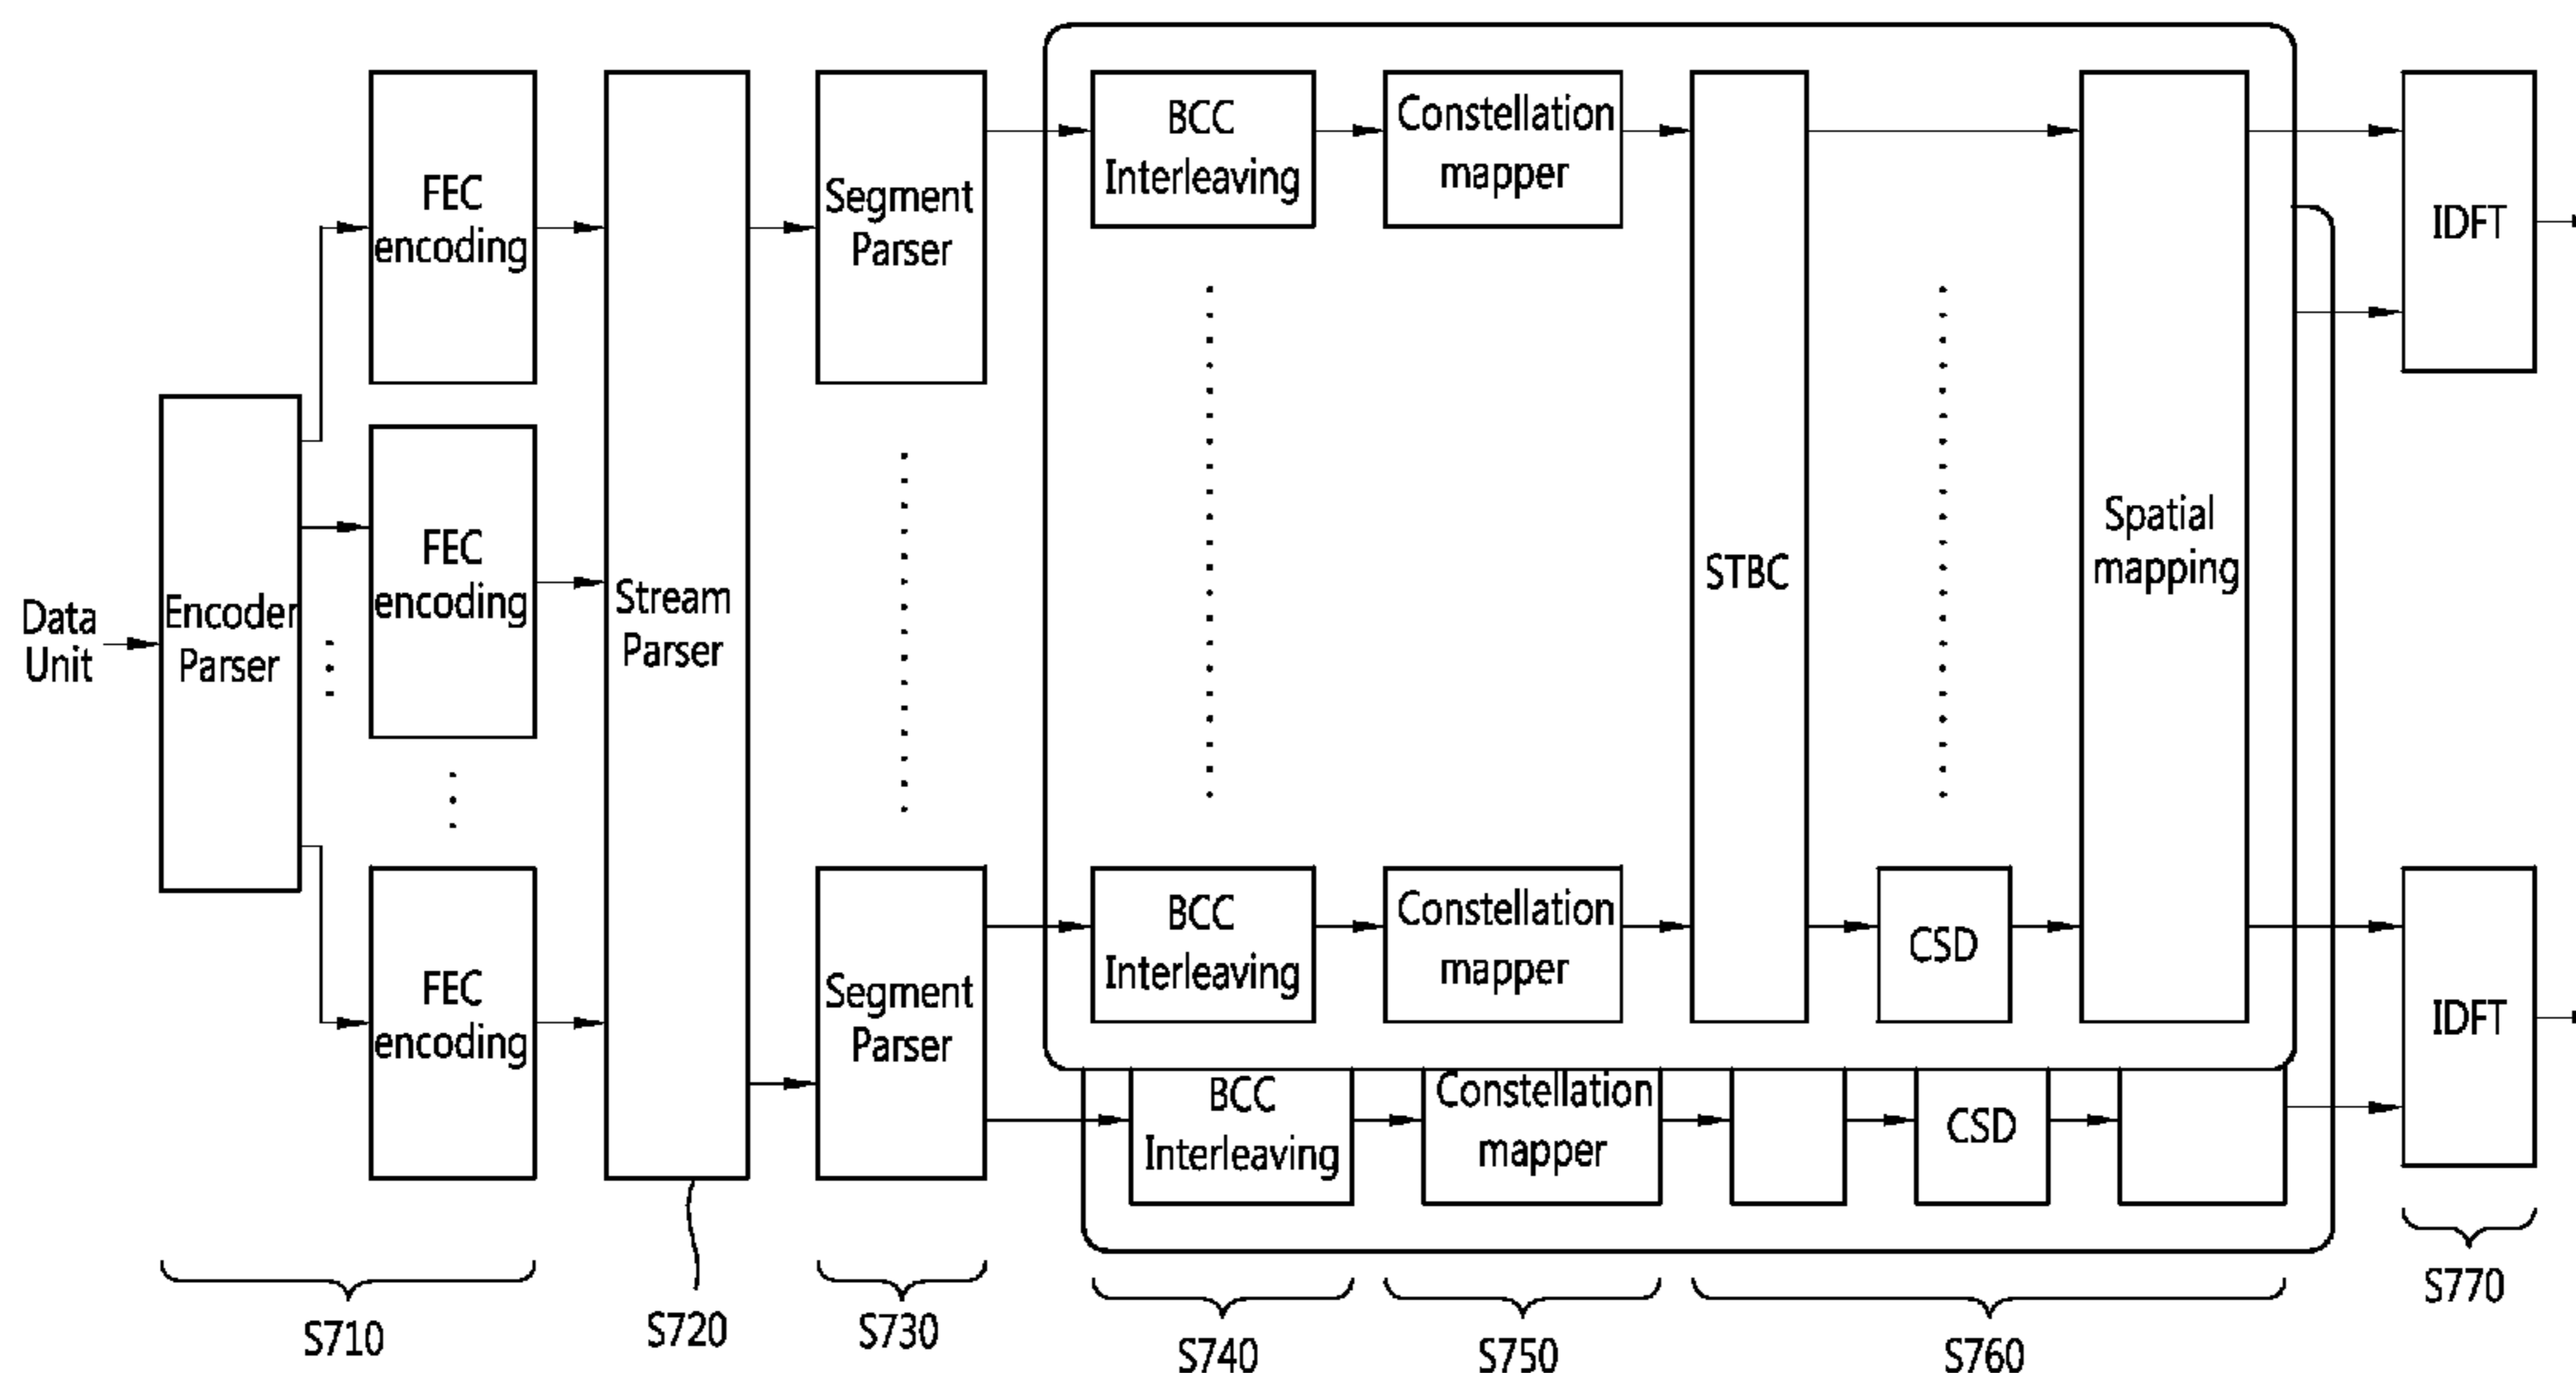 Data
Unit
Encoder
Parser
FEC
encoding
FEC
encoding
FEC
encoding
Stream
Parser
Segment
Parser
Segment
Parser
BCC
Interleaving
Constellation
mapper
BCC
Interleaving
Constellation
mapper
STBC
CSD
Spatial
mapping
BCC
Interleaving
Constellation
mapper
CSD
IDFT
IDFT
S710
S720
S730
S740
S750
S760
S770